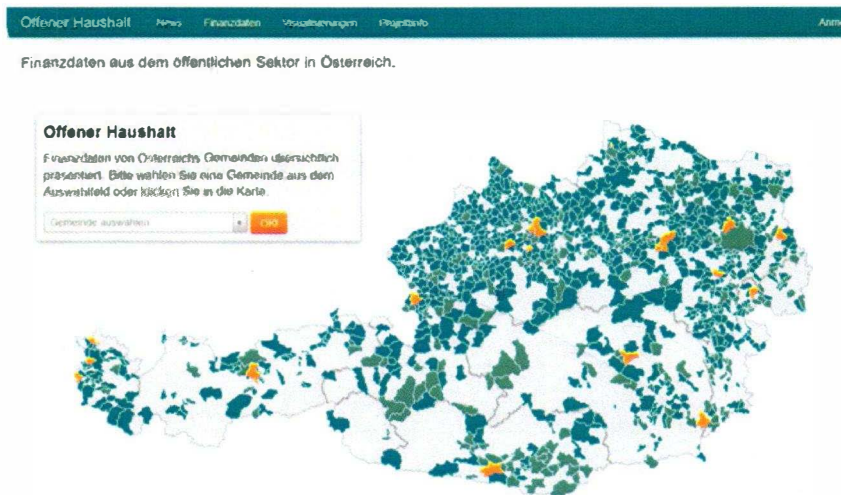 Offener Haushalt News Finanzdaten Visualisierungen Projektinfo
Finanzdaten aus dem öffentlichen Sektor in Österreich.
Offener Haushalt
Finanzdaten von Österreichs Gemeinden übersichtlich
präsentiert. Bitte wählen Sie eine Gemeinde aus dem
Auswahlfeld oder klicken Sie in die Karte.
Gemeinde auswählen